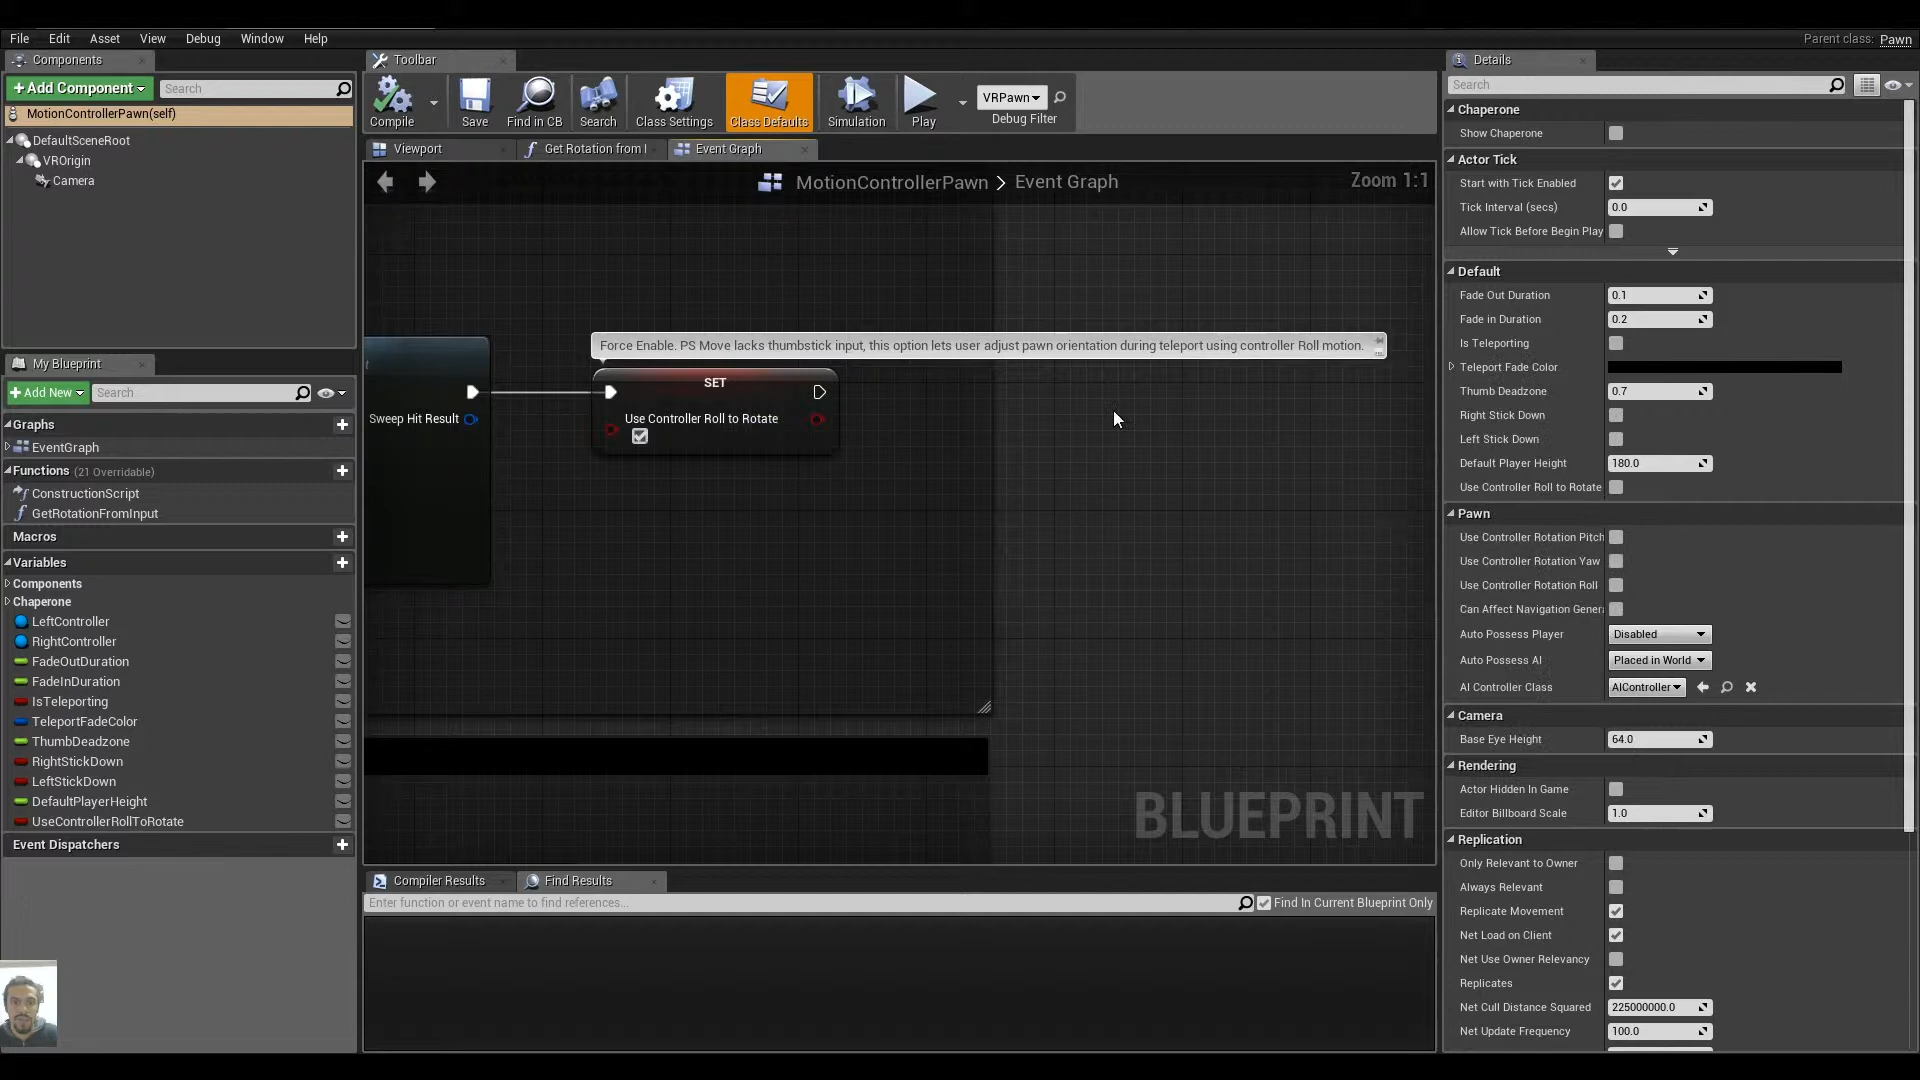 File Edit Asset View Debug Window Help
Parent class: Pawn
Components
+Add Component
Search
MotionControllerPawn(self)
DefaultSceneRoot
VROrigin
Camera
My Blueprint
+Add New
Search
Graphs
EventGraph
Functions (21 Overridable)
ConstructionScript
GetRotationFromInput
Macros
Variables
Components
Chaperone
LeftController
RightController
FadeOutDuration
FadeInDuration
IsTeleporting
TeleportFadeColor
ThumbDeadzone
RightStickDown
LeftStickDown
DefaultPlayerHeight
UseControllerRollToRotate
Event Dispatchers
Toolbar
Compile Save Find in CB Search Class Settings Class Defaults Simulation Play
VRPawn
Debug Filter
Viewport Get Rotation from I Event Graph
MotionControllerPawn > Event Graph
Zoom 1:1
Force Enable. PS Move lacks thumbstick input, this option lets user adjust pawn orientation during teleport using controller Roll motion.
SET
Sweep Hit Result
Use Controller Roll to Rotate
BLUEPRINT
Compiler Results Find Results
Enter function or event name to find references...
Find In Current Blueprint Only
Details
Search
Chaperone
Show Chaperone
Actor Tick
Start with Tick Enabled
Tick Interval (secs) 0.0
Allow Tick Before Begin Play
Default
Fade Out Duration 0.1
Fade in Duration 0.2
Is Teleporting
Teleport Fade Color
Thumb Deadzone 0.7
Right Stick Down
Left Stick Down
Default Player Height 180.0
Use Controller Roll to Rotate
Pawn
Use Controller Rotation Pitch
Use Controller Rotation Yaw
Use Controller Rotation Roll
Can Affect Navigation Genera
Auto Possess Player Disabled
Auto Possess AI Placed in World
AI Controller Class AIController
Camera
Base Eye Height 64.0
Rendering
Actor Hidden In Game
Editor Billboard Scale 1.0
Replication
Only Relevant to Owner
Always Relevant
Replicate Movement
Net Load on Client
Net Use Owner Relevancy
Replicates
Net Cull Distance Squared 225000000.0
Net Update Frequency 100.0